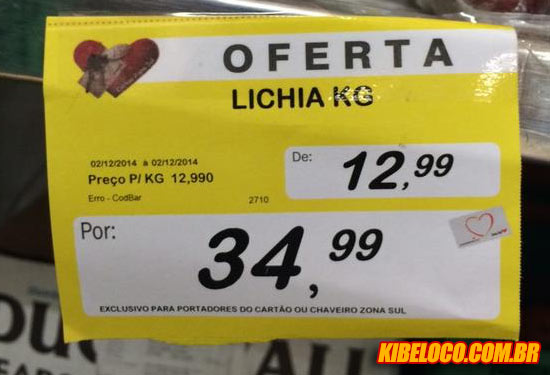 OFERTA
LICHIA KG
02/12/2014 à 02/12/2014
Preço P/ KG 12,990
Erro - CodBar
2710
De:
12,99
Por:
34,99
EXCLUSIVO PARA PORTADORES DO CARTÃO OU CHAVEIRO ZONA SUL
KIBELOCO.COM.BR